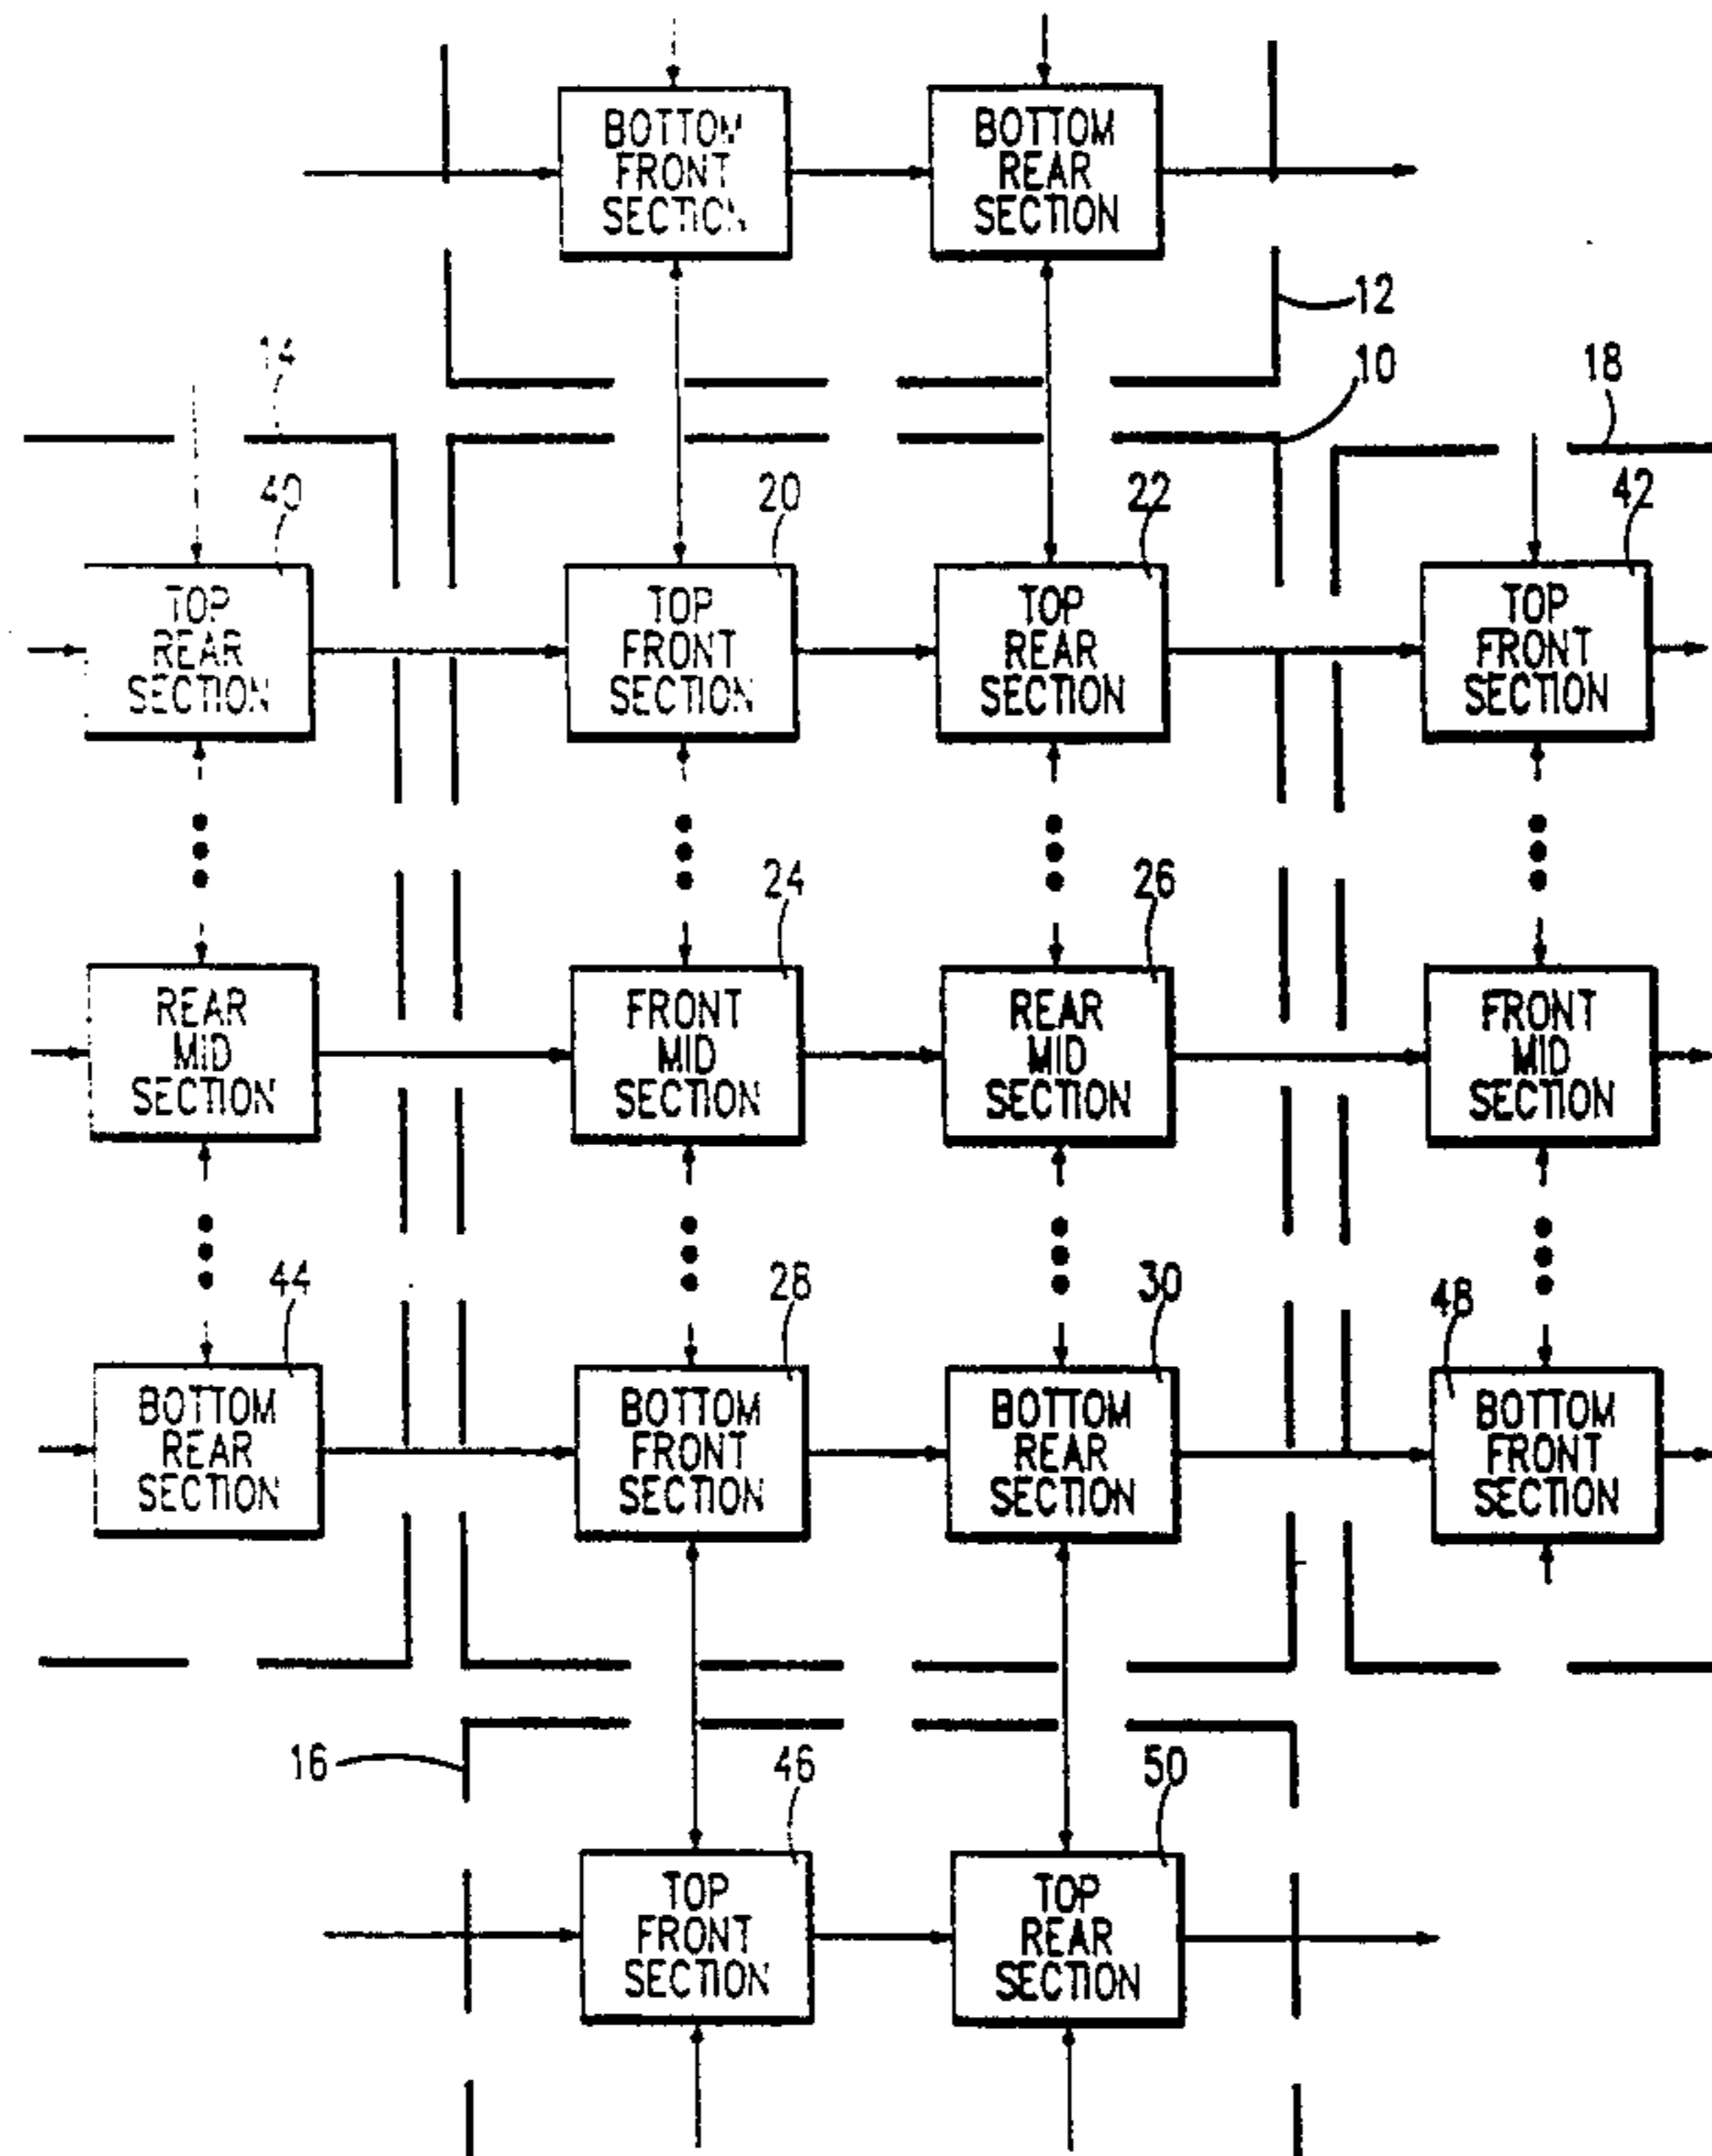 BOTTOM
FRONT
SECTION
BOTTOM
REAR
SECTION
12
14
10
18
40
20
22
42
TOP
REAR
SECTION
TOP
FRONT
SECTION
TOP
REAR
SECTION
TOP
FRONT
SECTION
24
26
REAR
MID
SECTION
FRONT
MID
SECTION
REAR
MID
SECTION
FRONT
MID
SECTION
44
28
30
48
BOTTOM
REAR
SECTION
BOTTOM
FRONT
SECTION
BOTTOM
REAR
SECTION
BOTTOM
FRONT
SECTION
16
46
50
TOP
FRONT
SECTION
TOP
REAR
SECTION